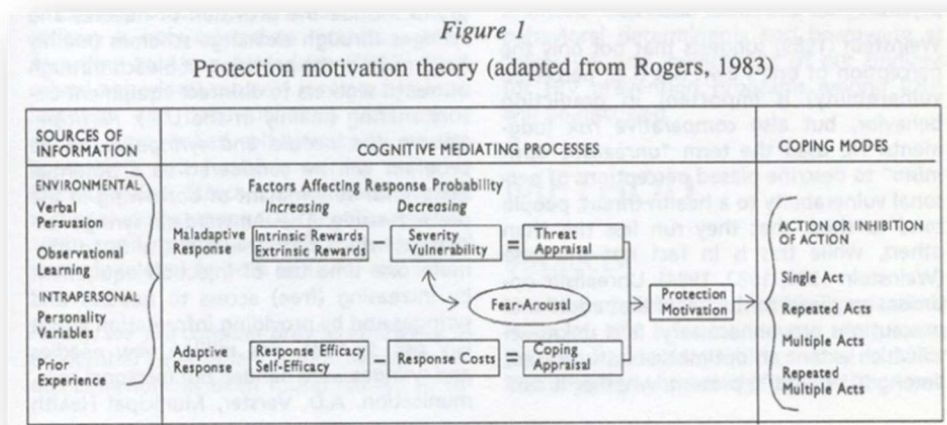 Figure 1
Protection motivation theory (adapted from Rogers, 1983)
SOURCES OF
INFORMATION
COGNITIVE MEDIATING PROCESSES
COPING MODES
ENVIRONMENTAL
Verbal
Persuasion
Observational
Learning
INTRAPERSONAL
Personality
Variables
Prior
Experience
Factors Affecting Response Probability
Increasing Decreasing
Maladaptive
Response
Intrinsic Rewards
Extrinsic Rewards
−
Severity
Vulnerability
=
Threat
Appraisal
Fear-Arousal
Adaptive
Response
Response Efficacy
Self-Efficacy
−
Response Costs
=
Coping
Appraisal
Protection
Motivation
ACTION OR INHIBITION
OF ACTION
Single Act
Repeated Acts
Multiple Acts
Repeated
Multiple Acts